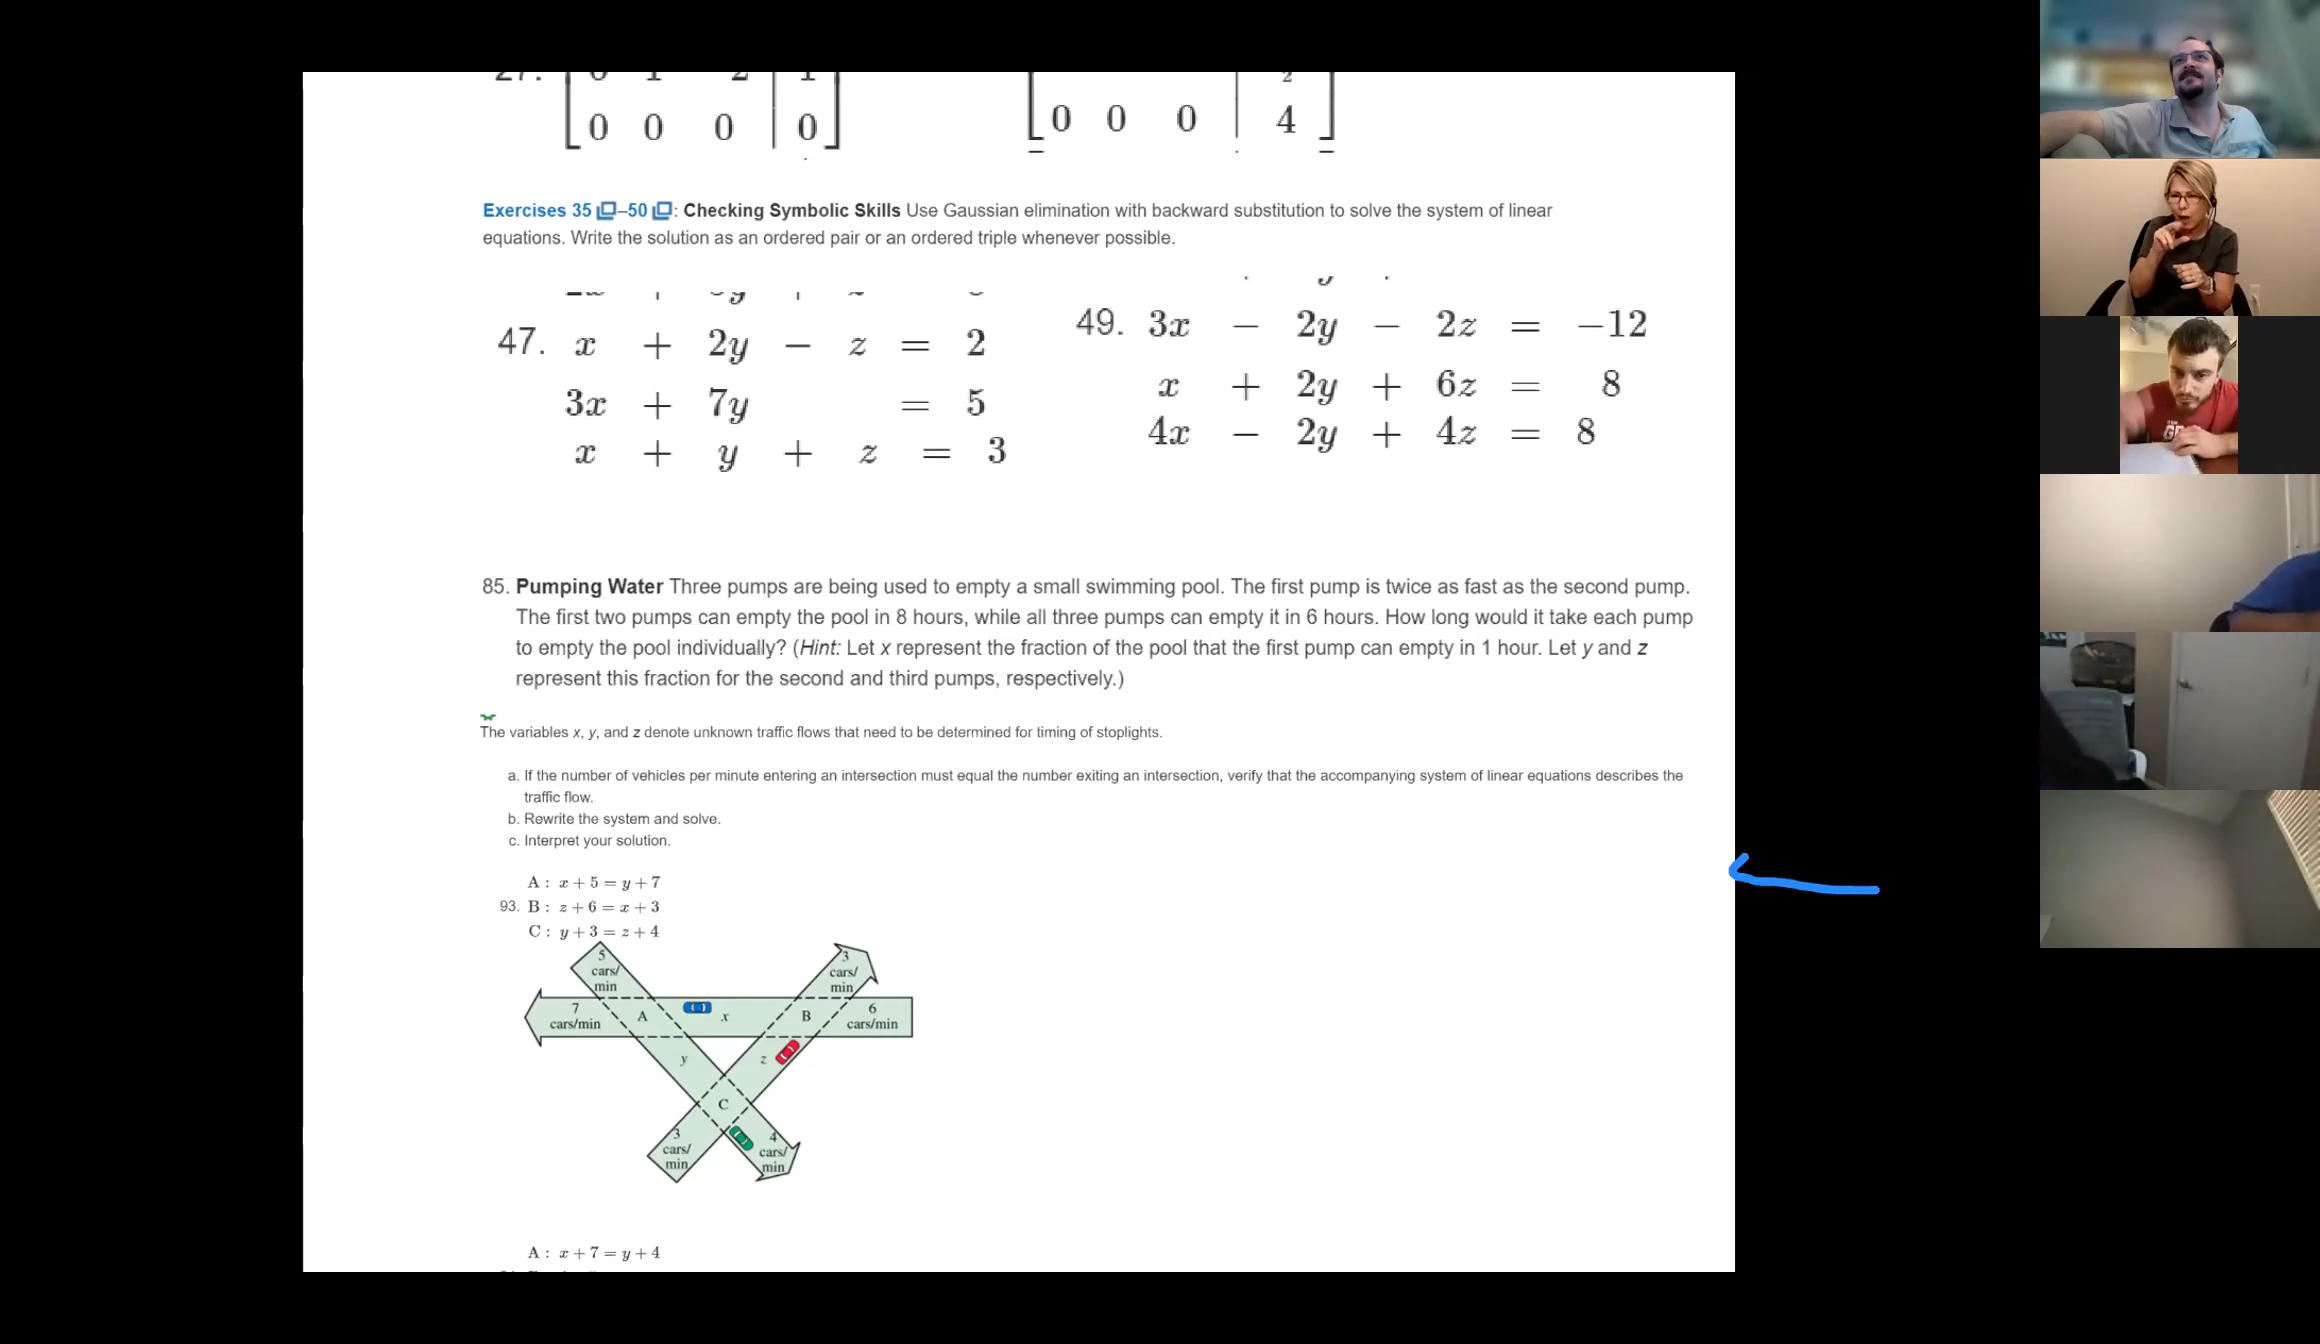 0 0 0 | 0
0 0 0 | 4
Exercises 35 –50 : Checking Symbolic Skills Use Gaussian elimination with backward substitution to solve the system of linear
equations. Write the solution as an ordered pair or an ordered triple whenever possible.
47. x + 2y − z = 2
3x + 7y = 5
x + y + z = 3
49. 3x − 2y − 2z = −12
x + 2y + 6z = 8
4x − 2y + 4z = 8
85. Pumping Water Three pumps are being used to empty a small swimming pool. The first pump is twice as fast as the second pump.
The first two pumps can empty the pool in 8 hours, while all three pumps can empty it in 6 hours. How long would it take each pump
to empty the pool individually? (Hint: Let x represent the fraction of the pool that the first pump can empty in 1 hour. Let y and z
represent this fraction for the second and third pumps, respectively.)
The variables x, y, and z denote unknown traffic flows that need to be determined for timing of stoplights.
a. If the number of vehicles per minute entering an intersection must equal the number exiting an intersection, verify that the accompanying system of linear equations describes the
traffic flow.
b. Rewrite the system and solve.
c. Interpret your solution.
A : x + 5 = y + 7
93. B : z + 6 = x + 3
C : y + 3 = z + 4
5
cars/
min
3
cars/
min
7
cars/min
A
x
B
6
cars/min
y
z
C
3
cars/
min
4
cars/
min
A : x + 7 = y + 4